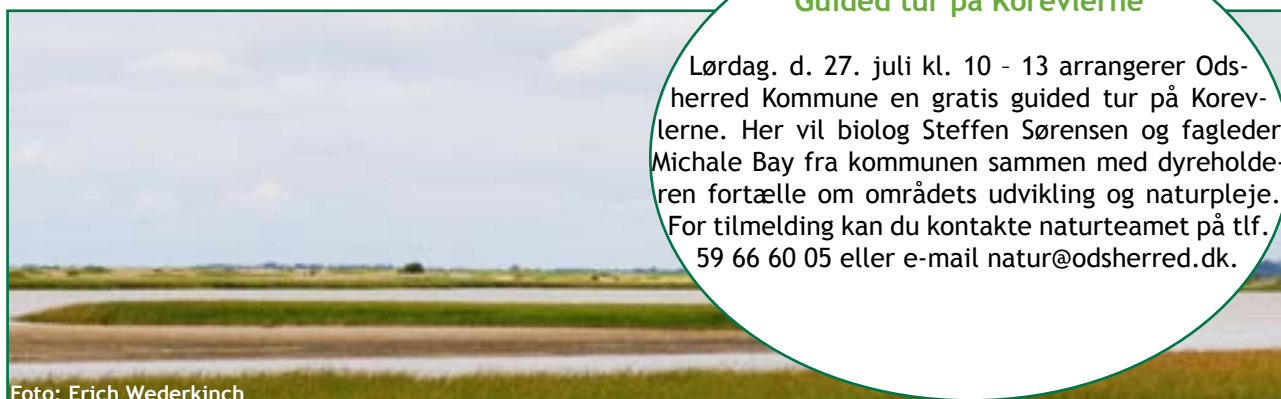 Guided tur på Korevlerne
Lørdag. d. 27. juli kl. 10 – 13 arrangerer Ods-
herred Kommune en gratis guided tur på Korev-
lerne. Her vil biolog Steffen Sørensen og fagleder
Michale Bay fra kommunen sammen med dyreholde-
ren fortælle om områdets udvikling og naturpleje.
For tilmelding kan du kontakte naturteamet på tlf.
59 66 60 05 eller e-mail natur@odsherred.dk.
Foto: Erich Wederkinch